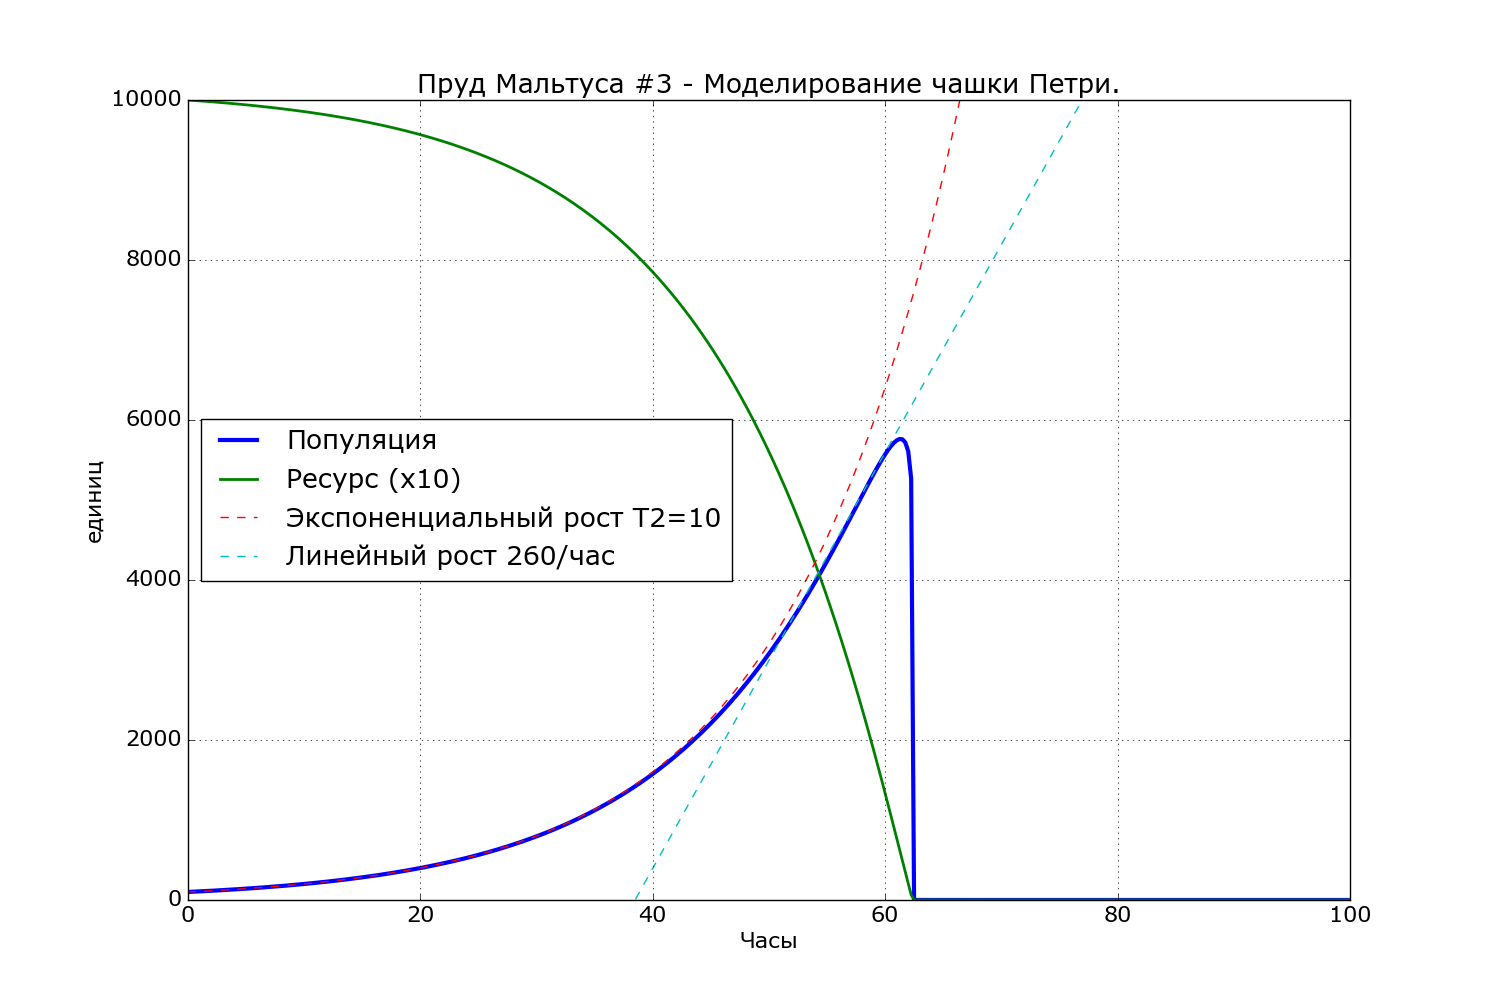 Пруд Мальтуса #3 - Моделирование чашки Петри.
10000
8000
6000
4000
2000
0
единиц
Популяция
Ресурс (x10)
Экспоненциальный рост T2=10
Линейный рост 260/час
0 20 40 60 80 100
Часы